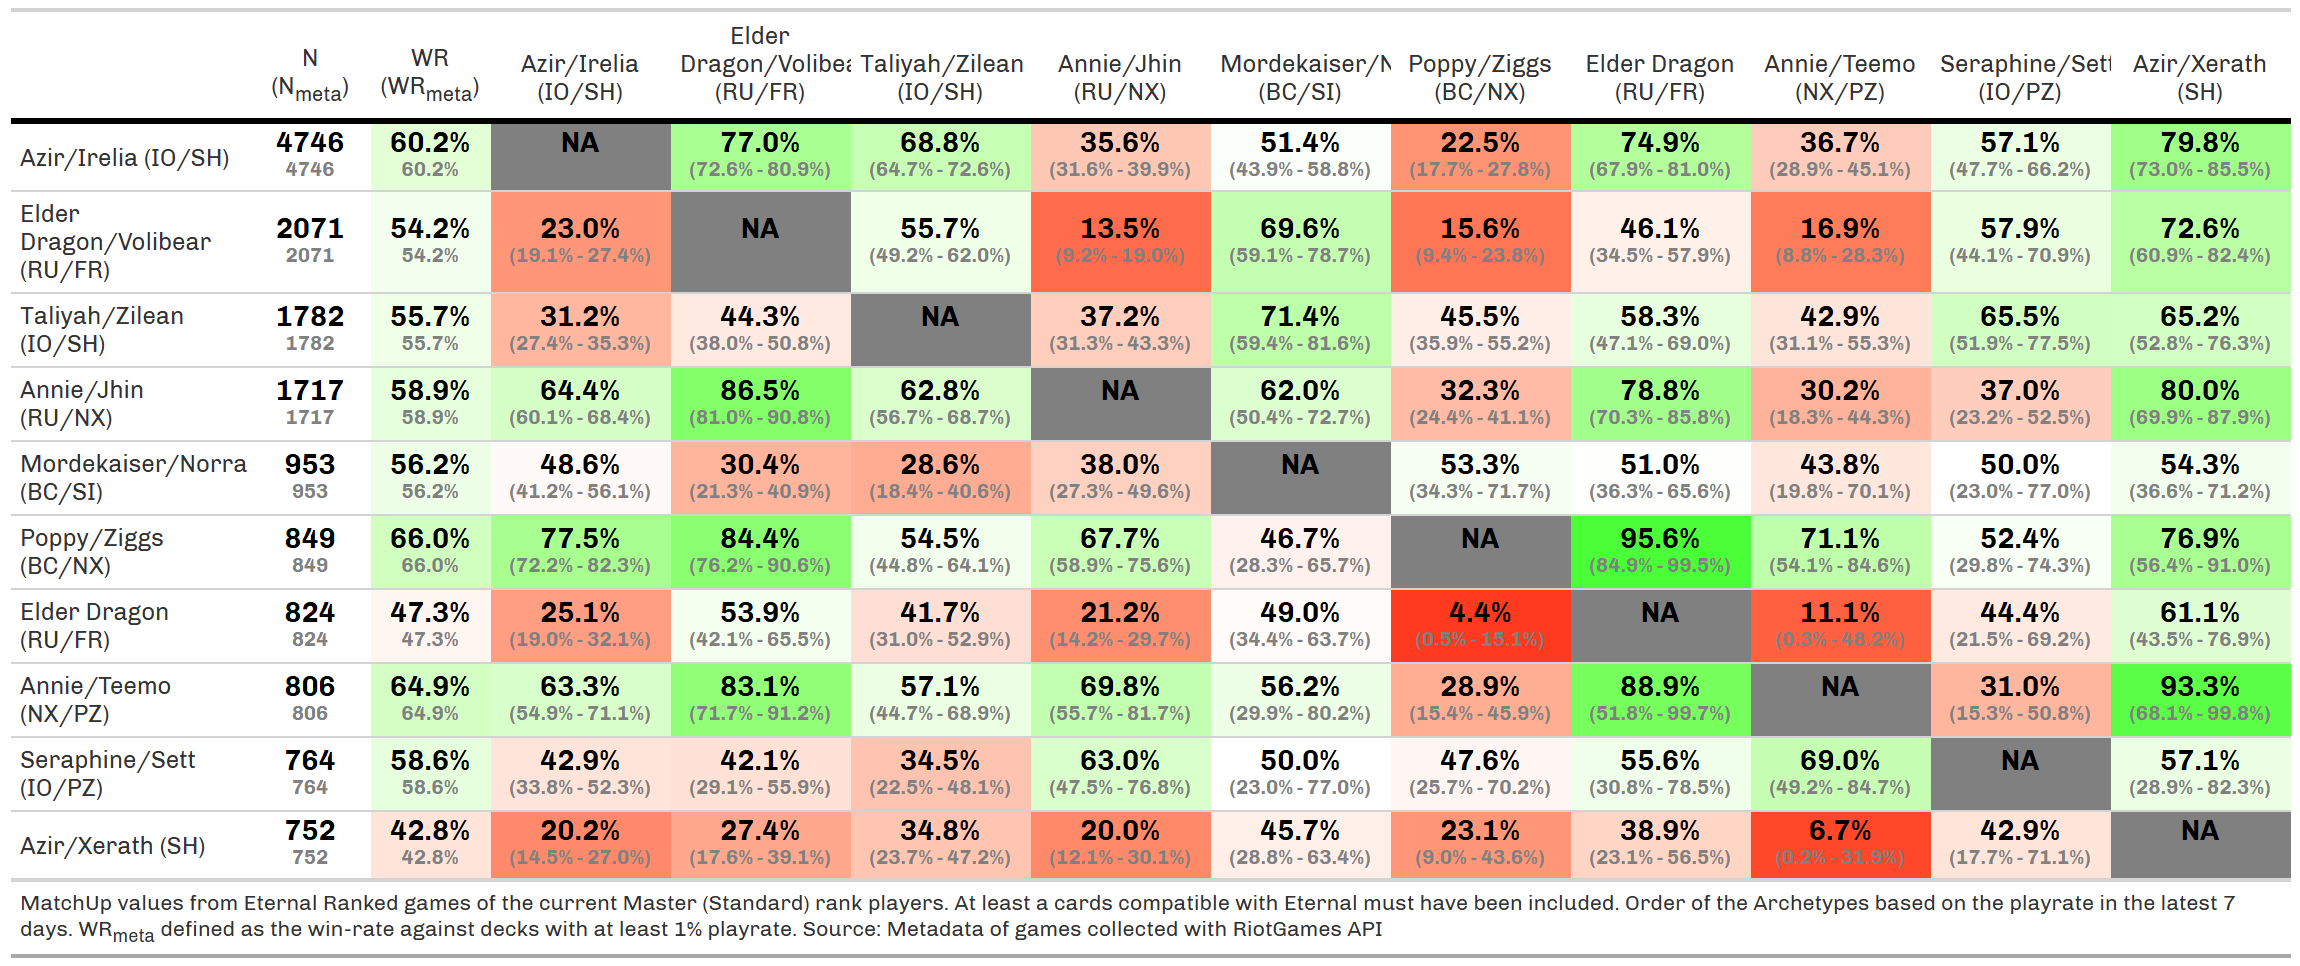 N (N_meta) WR (WR_meta) Azir/Irelia (IO/SH) Elder Dragon/Volibea (RU/FR) Taliyah/Zilean (IO/SH) Annie/Jhin (RU/NX) Mordekaiser/N (BC/SI) Poppy/Ziggs (BC/NX) Elder Dragon (RU/FR) Annie/Teemo (NX/PZ) Seraphine/Sett (IO/PZ) Azir/Xerath (SH)
Azir/Irelia (IO/SH) 4746 60.2% NA 77.0% 68.8% 35.6% 51.4% 22.5% 74.9% 36.7% 57.1% 79.8%
4746 60.2% (72.6% - 80.9%) (64.7% - 72.6%) (31.6% - 39.9%) (43.9% - 58.8%) (17.7% - 27.8%) (67.9% - 81.0%) (28.9% - 45.1%) (47.7% - 66.2%) (73.0% - 85.5%)
Elder
Dragon/Volibear 2071 54.2% 23.0% NA 55.7% 13.5% 69.6% 15.6% 46.1% 16.9% 57.9% 72.6%
(RU/FR) 2071 54.2% (19.1% - 27.4%) (49.2% - 62.0%) (9.2% - 19.0%) (59.1% - 78.7%) (9.4% - 23.8%) (34.5% - 57.9%) (8.8% - 28.3%) (44.1% - 70.9%) (60.9% - 82.4%)
Taliyah/Zilean 1782 55.7% 31.2% 44.3% NA 37.2% 71.4% 45.5% 58.3% 42.9% 65.5% 65.2%
(IO/SH) 1782 55.7% (27.4% - 35.3%) (38.0% - 50.8%) (31.3% - 43.3%) (59.4% - 81.6%) (35.9% - 55.2%) (47.1% - 69.0%) (31.1% - 55.3%) (51.9% - 77.5%) (52.8% - 76.3%)
Annie/Jhin 1717 58.9% 64.4% 86.5% 62.8% NA 62.0% 32.3% 78.8% 30.2% 37.0% 80.0%
(RU/NX) 1717 58.9% (60.1% - 68.4%) (81.0% - 90.8%) (56.7% - 68.7%) (50.4% - 72.7%) (24.4% - 41.1%) (70.3% - 85.8%) (18.3% - 44.3%) (23.2% - 52.5%) (69.9% - 87.9%)
Mordekaiser/Norra 953 56.2% 48.6% 30.4% 28.6% 38.0% NA 53.3% 51.0% 43.8% 50.0% 54.3%
(BC/SI) 953 56.2% (41.2% - 56.1%) (21.3% - 40.9%) (18.4% - 40.6%) (27.3% - 49.6%) (34.3% - 71.7%) (36.3% - 65.6%) (19.8% - 70.1%) (23.0% - 77.0%) (36.6% - 71.2%)
Poppy/Ziggs 849 66.0% 77.5% 84.4% 54.5% 67.7% 46.7% NA 95.6% 71.1% 52.4% 76.9%
(BC/NX) 849 66.0% (72.2% - 82.3%) (76.2% - 90.6%) (44.8% - 64.1%) (58.9% - 75.6%) (28.3% - 65.7%) (84.9% - 99.5%) (54.1% - 84.6%) (29.8% - 74.3%) (56.4% - 91.0%)
Elder Dragon 824 47.3% 25.1% 53.9% 41.7% 21.2% 49.0% 4.4% NA 11.1% 44.4% 61.1%
(RU/FR) 824 47.3% (19.0% - 32.1%) (42.1% - 65.5%) (31.0% - 52.9%) (14.2% - 29.7%) (34.4% - 63.7%) (0.5% - 15.1%) (0.3% - 48.2%) (21.5% - 69.2%) (43.5% - 76.9%)
Annie/Teemo 806 64.9% 63.3% 83.1% 57.1% 69.8% 56.2% 28.9% 88.9% NA 31.0% 93.3%
(NX/PZ) 806 64.9% (54.9% - 71.1%) (71.7% - 91.2%) (44.7% - 68.9%) (55.7% - 81.7%) (29.9% - 80.2%) (15.4% - 45.9%) (51.8% - 99.7%) (15.3% - 50.8%) (68.1% - 99.8%)
Seraphine/Sett 764 58.6% 42.9% 42.1% 34.5% 63.0% 50.0% 47.6% 55.6% 69.0% NA 57.1%
(IO/PZ) 764 58.6% (33.8% - 52.3%) (29.1% - 55.9%) (22.5% - 48.1%) (47.5% - 76.8%) (23.0% - 77.0%) (25.7% - 70.2%) (30.8% - 78.5%) (49.2% - 84.7%) (28.9% - 82.3%)
Azir/Xerath (SH) 752 42.8% 20.2% 27.4% 34.8% 20.0% 45.7% 23.1% 38.9% 6.7% 42.9% NA
752 42.8% (14.5% - 27.0%) (17.6% - 39.1%) (23.7% - 47.2%) (12.1% - 30.1%) (28.8% - 63.4%) (9.0% - 43.6%) (23.1% - 56.5%) (0.2% - 31.9%) (17.7% - 71.1%)
MatchUp values from Eternal Ranked games of the current Master (Standard) rank players. At least a cards compatible with Eternal must have been included. Order of the Archetypes based on the playrate in the latest 7
days. WR_meta defined as the win-rate against decks with at least 1% playrate. Source: Metadata of games collected with RiotGames API